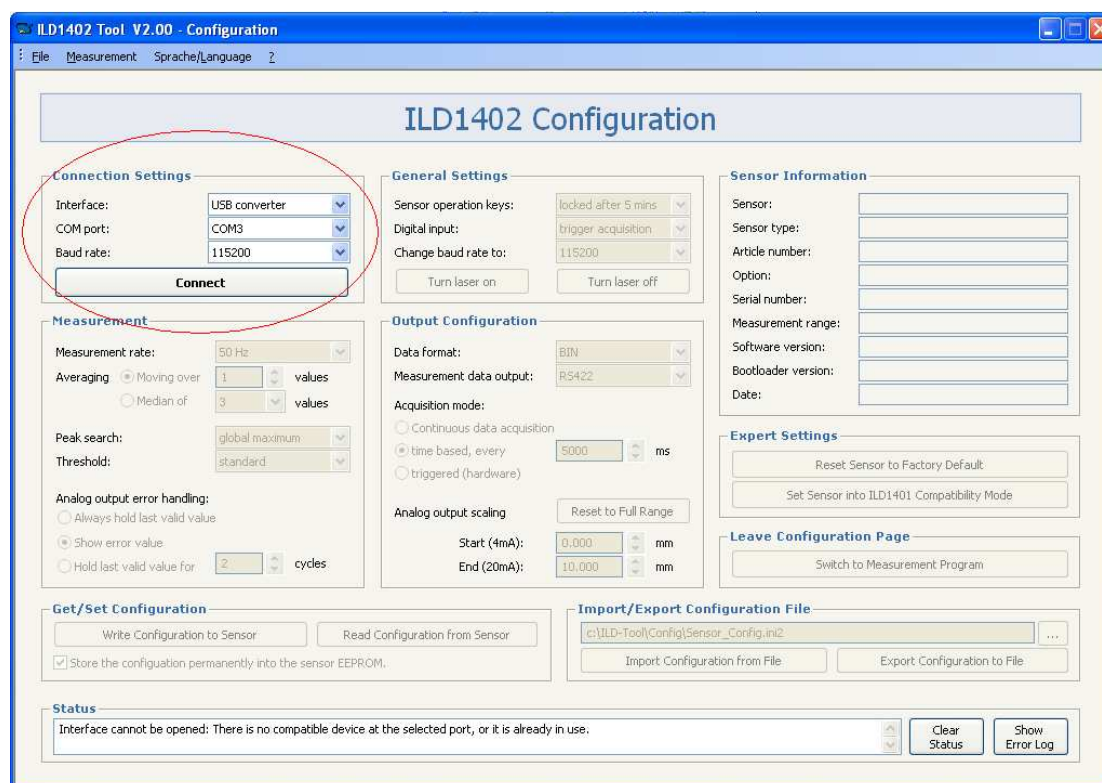 ILD1402 Tool V2.00 - Configuration
File Measurement Sprache/Language ?
ILD1402 Configuration
Connection Settings
Interface: USB converter
COM port: COM3
Baud rate: 115200
Connect
General Settings
Sensor operation keys: locked after 5 mins
Digital input: trigger acquisition
Change baud rate to: 115200
Turn laser on Turn laser off
Sensor Information
Sensor:
Sensor type:
Article number:
Option:
Serial number:
Measurement range:
Software version:
Bootloader version:
Date:
Measurement
Measurement rate: 50 Hz
Averaging Moving over 1 values
Median of 3 values
Peak search: global maximum
Threshold: standard
Analog output error handling:
Always hold last valid value
Show error value
Hold last valid value for 2 cycles
Output Configuration
Data format: BIN
Measurement data output: RS422
Acquisition mode:
Continuous data acquisition
time based, every 5000 ms
triggered (hardware)
Analog output scaling Reset to Full Range
Start (4mA): 0.000 mm
End (20mA): 10.000 mm
Expert Settings
Reset Sensor to Factory Default
Set Sensor into ILD1401 Compatibility Mode
Leave Configuration Page
Switch to Measurement Program
Get/Set Configuration
Write Configuration to Sensor Read Configuration from Sensor
Store the configuation permanently into the sensor EEPROM.
Import/Export Configuration File
c:\ILD-Tool\Config\Sensor_Config.ini2 ...
Import Configuration from File Export Configuration to File
Status
Interface cannot be opened: There is no compatible device at the selected port, or it is already in use.
Clear Status
Show Error Log